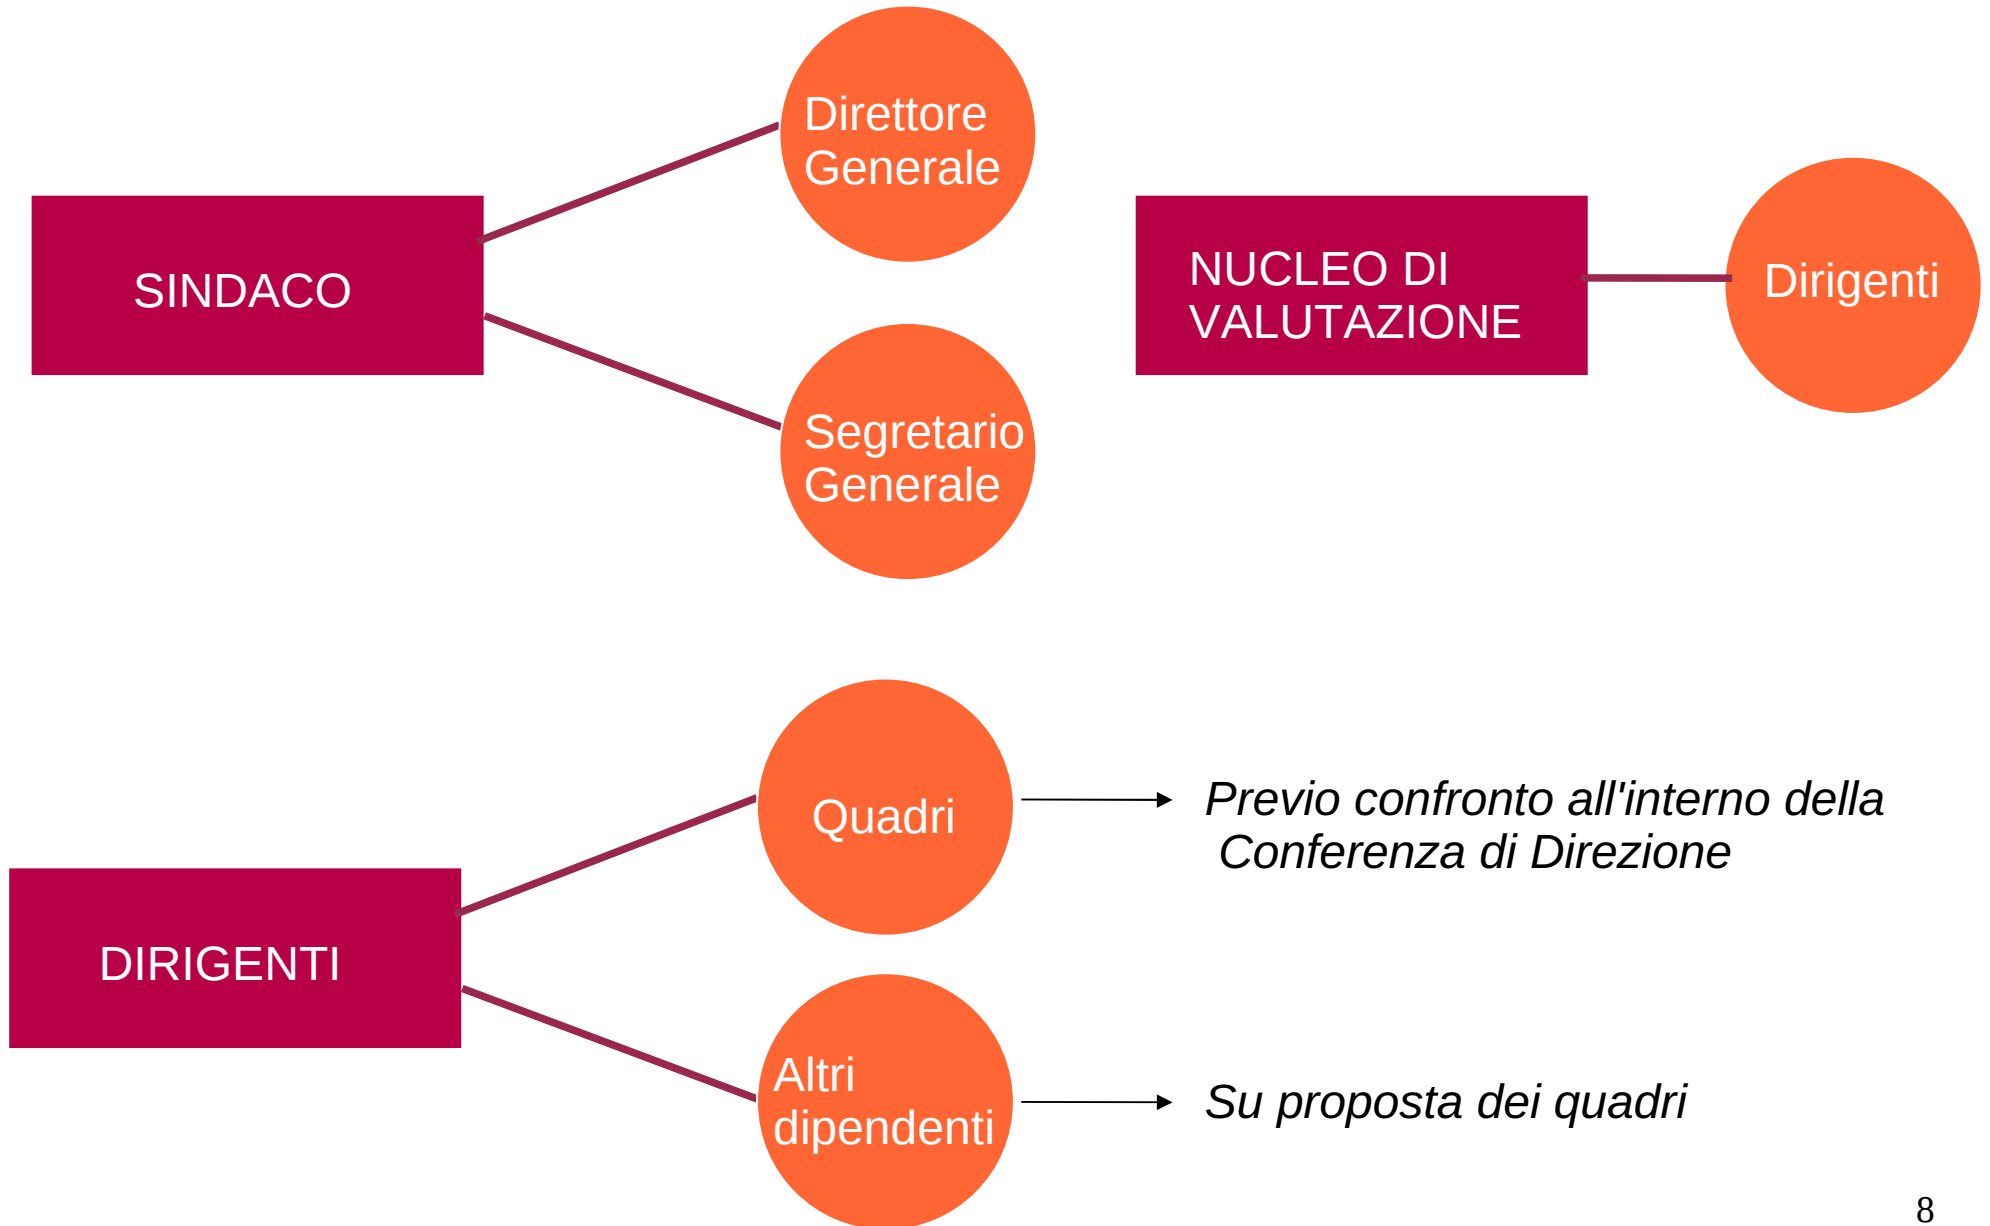 Direttore
Generale
SINDACO
Segretario
Generale
NUCLEO DI
VALUTAZIONE
Dirigenti
Quadri
Previo confronto all'interno della
Conferenza di Direzione
DIRIGENTI
Altri
dipendenti
Su proposta dei quadri
8